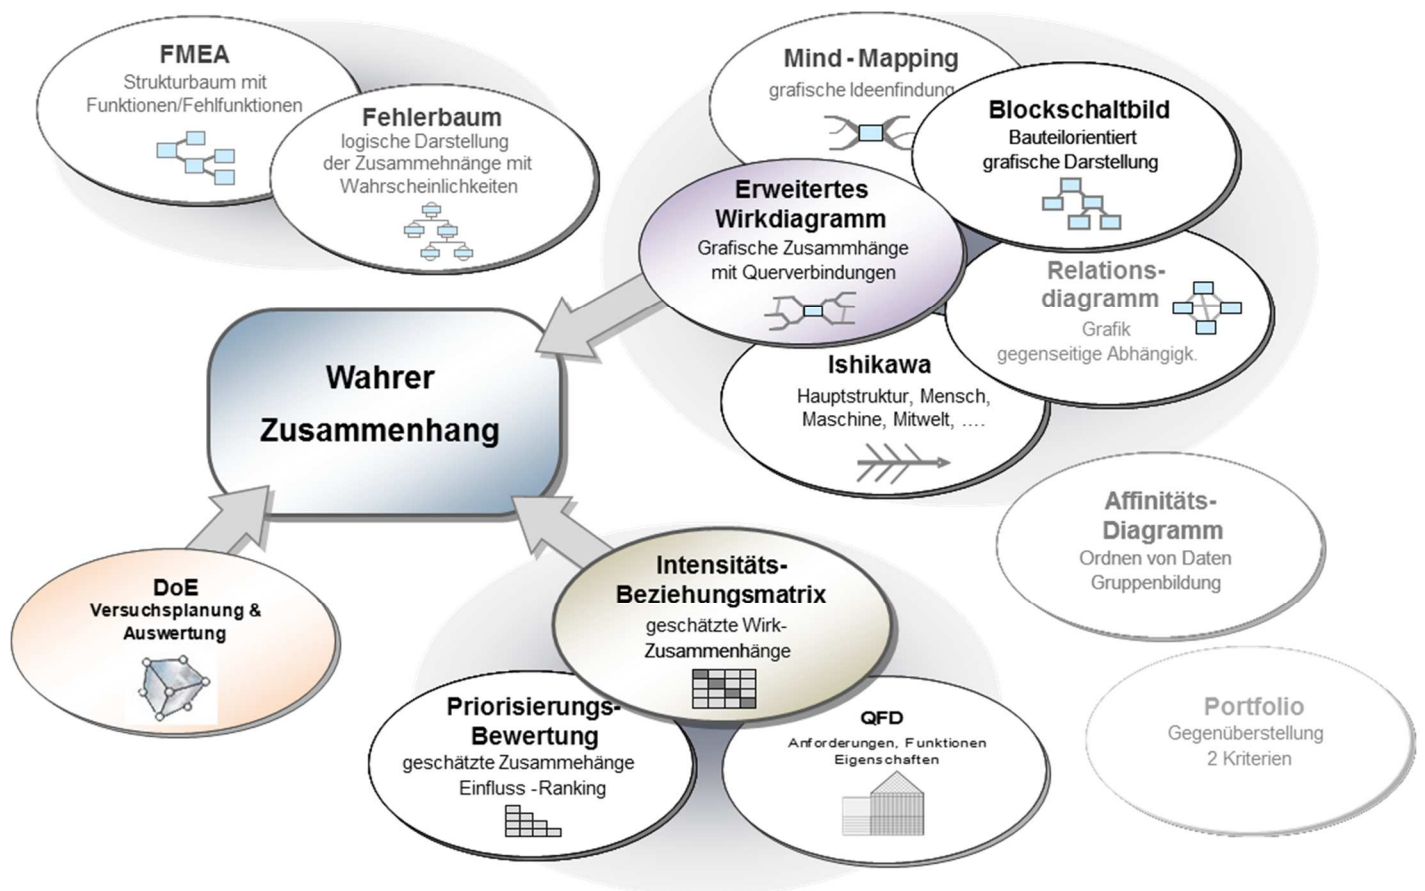 FMEA
Strukturbaum mit
Funktionen/Fehlfunktionen
Fehlerbaum
logische Darstellung
der Zusammehnänge mit
Wahrscheinlichkeiten
Mind - Mapping
grafische Ideenfindung
Blockschaltbild
Bauteilorientiert
grafische Darstellung
Erweitertes
Wirkdiagramm
Grafische Zusammhänge
mit Querverbindungen
Relations-
diagramm
Grafik
gegenseitige Abhängigk.
Ishikawa
Hauptstruktur, Mensch,
Maschine, Mitwelt, ….
Wahrer
Zusammenhang
Affinitäts-
Diagramm
Ordnen von Daten
Gruppenbildung
DoE
Versuchsplanung &
Auswertung
Intensitäts-
Beziehungsmatrix
geschätzte Wirk-
Zusammenhänge
Priorisierungs-
Bewertung
geschätzte Zusammehänge
Einfluss -Ranking
QFD
Anforderungen, Funktionen
Eigenschaften
Portfolio
Gegenüberstellung
2 Kriterien